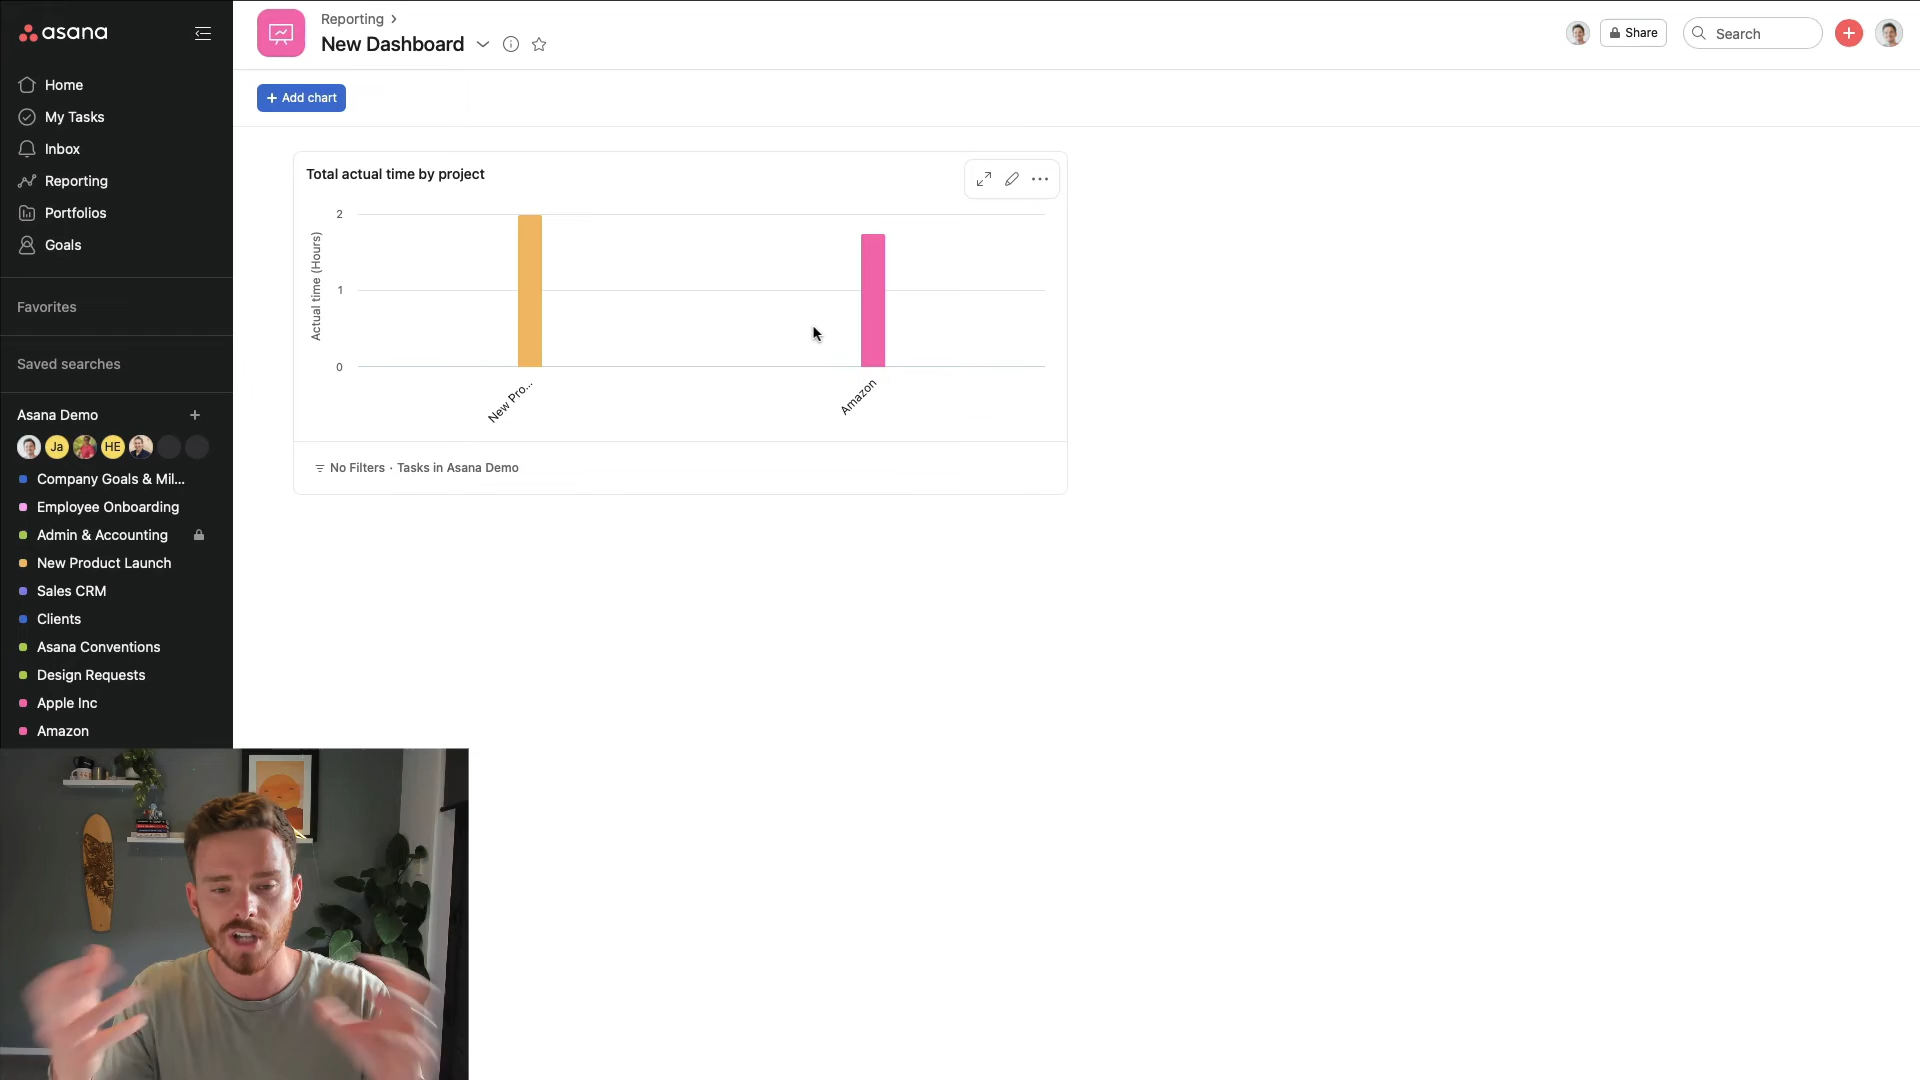 asana
Home
My Tasks
Inbox
Reporting
Portfolios
Goals
Favorites
Saved searches
Asana Demo
Ja
HE
Company Goals & Mil...
Employee Onboarding
Admin & Accounting
New Product Launch
Sales CRM
Clients
Asana Conventions
Design Requests
Apple Inc
Amazon
Reporting
New Dashboard
Share
Search
Add chart
Total actual time by project
Actual time (Hours)
2
1
0
New Pro...
Amazon
No Filters · Tasks in Asana Demo